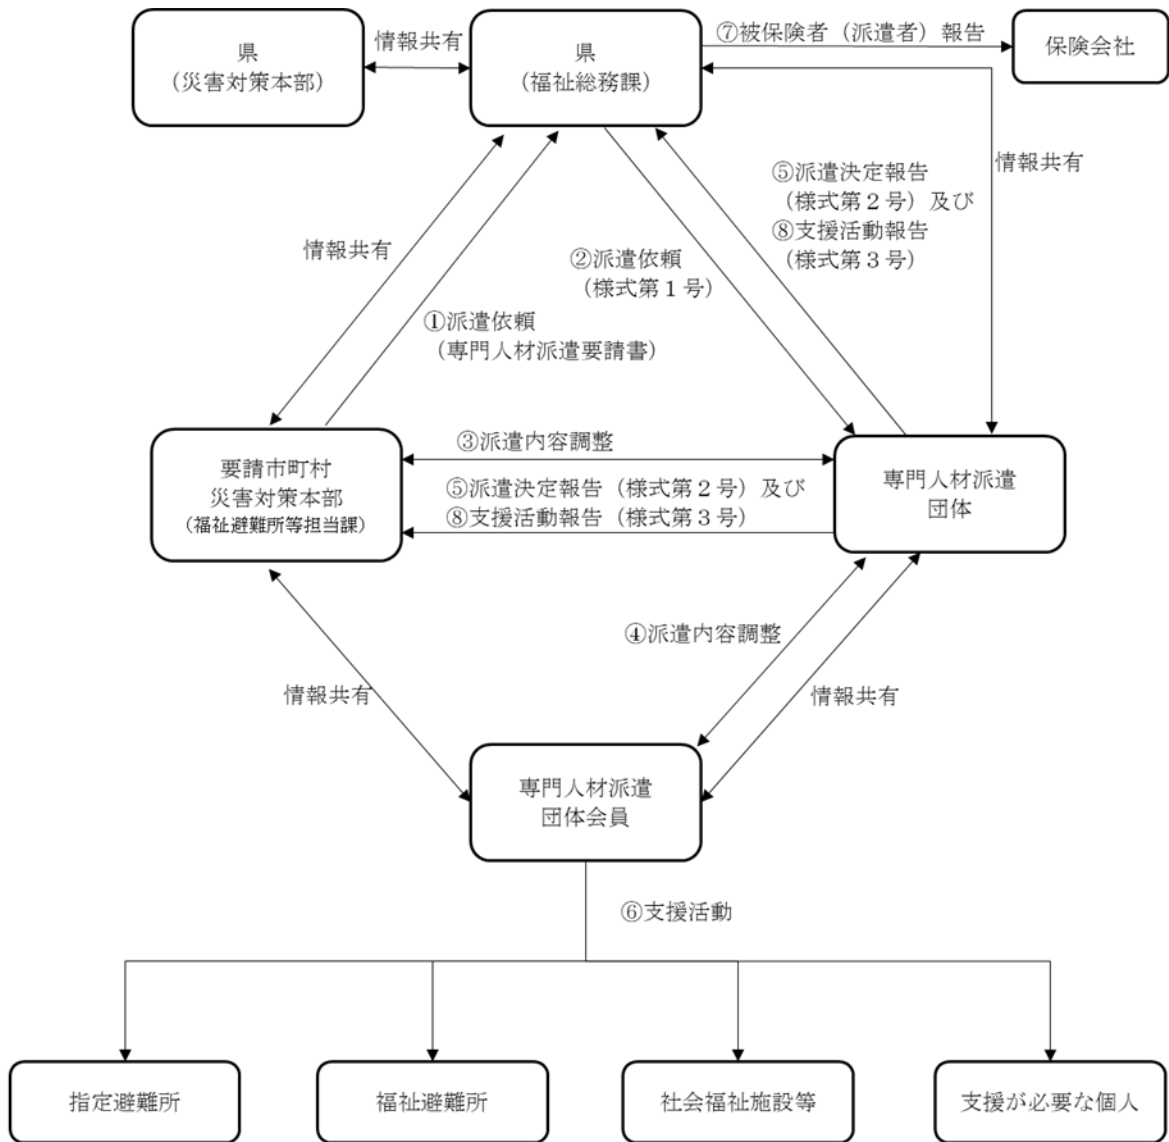 県
（災害対策本部）
情報共有
県
（福祉総務課）
⑦被保険者（派遣者）報告
保険会社
情報共有
⑤派遣決定報告
（様式第２号）及び
⑧支援活動報告
（様式第３号）
情報共有
②派遣依頼
（様式第１号）
①派遣依頼
（専門人材派遣要請書）
要請市町村
災害対策本部
（福祉避難所等担当課）
③派遣内容調整
⑤派遣決定報告（様式第２号）及び
⑧支援活動報告（様式第３号）
専門人材派遣
団体
④派遣内容調整
情報共有
情報共有
専門人材派遣
団体会員
⑥支援活動
指定避難所
福祉避難所
社会福祉施設等
支援が必要な個人